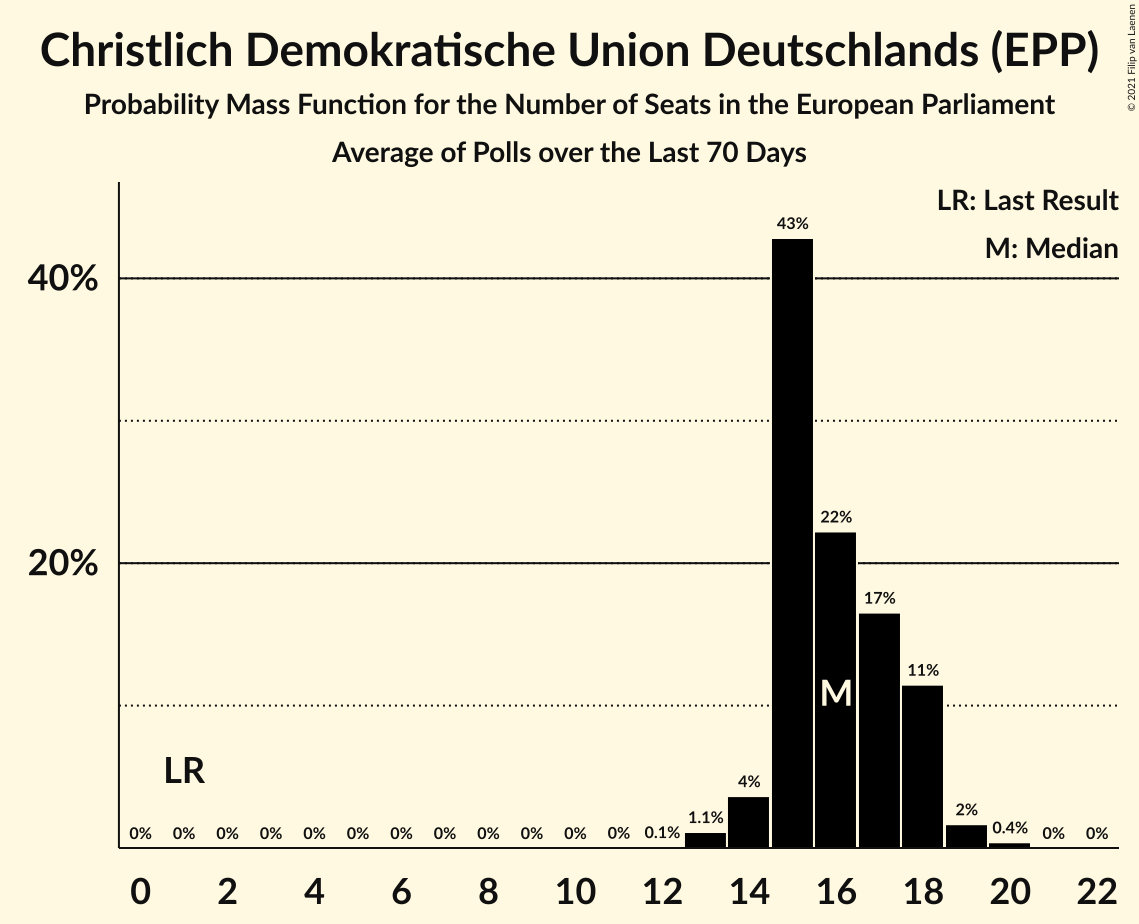 Christlich Demokratische Union Deutschlands (EPP)
Probability Mass Function for the Number of Seats in the European Parliament
Average of Polls over the Last 70 Days
© 2021 Filip van Laenen
LR: Last Result
M: Median
40%
20%
43%
22%
17%
11%
M
LR
0% 0% 0% 0% 0% 0% 0% 0% 0% 0% 0% 0% 0.1% 1.1% 4% 2% 0.4% 0% 0%
0 2 4 6 8 10 12 14 16 18 20 22